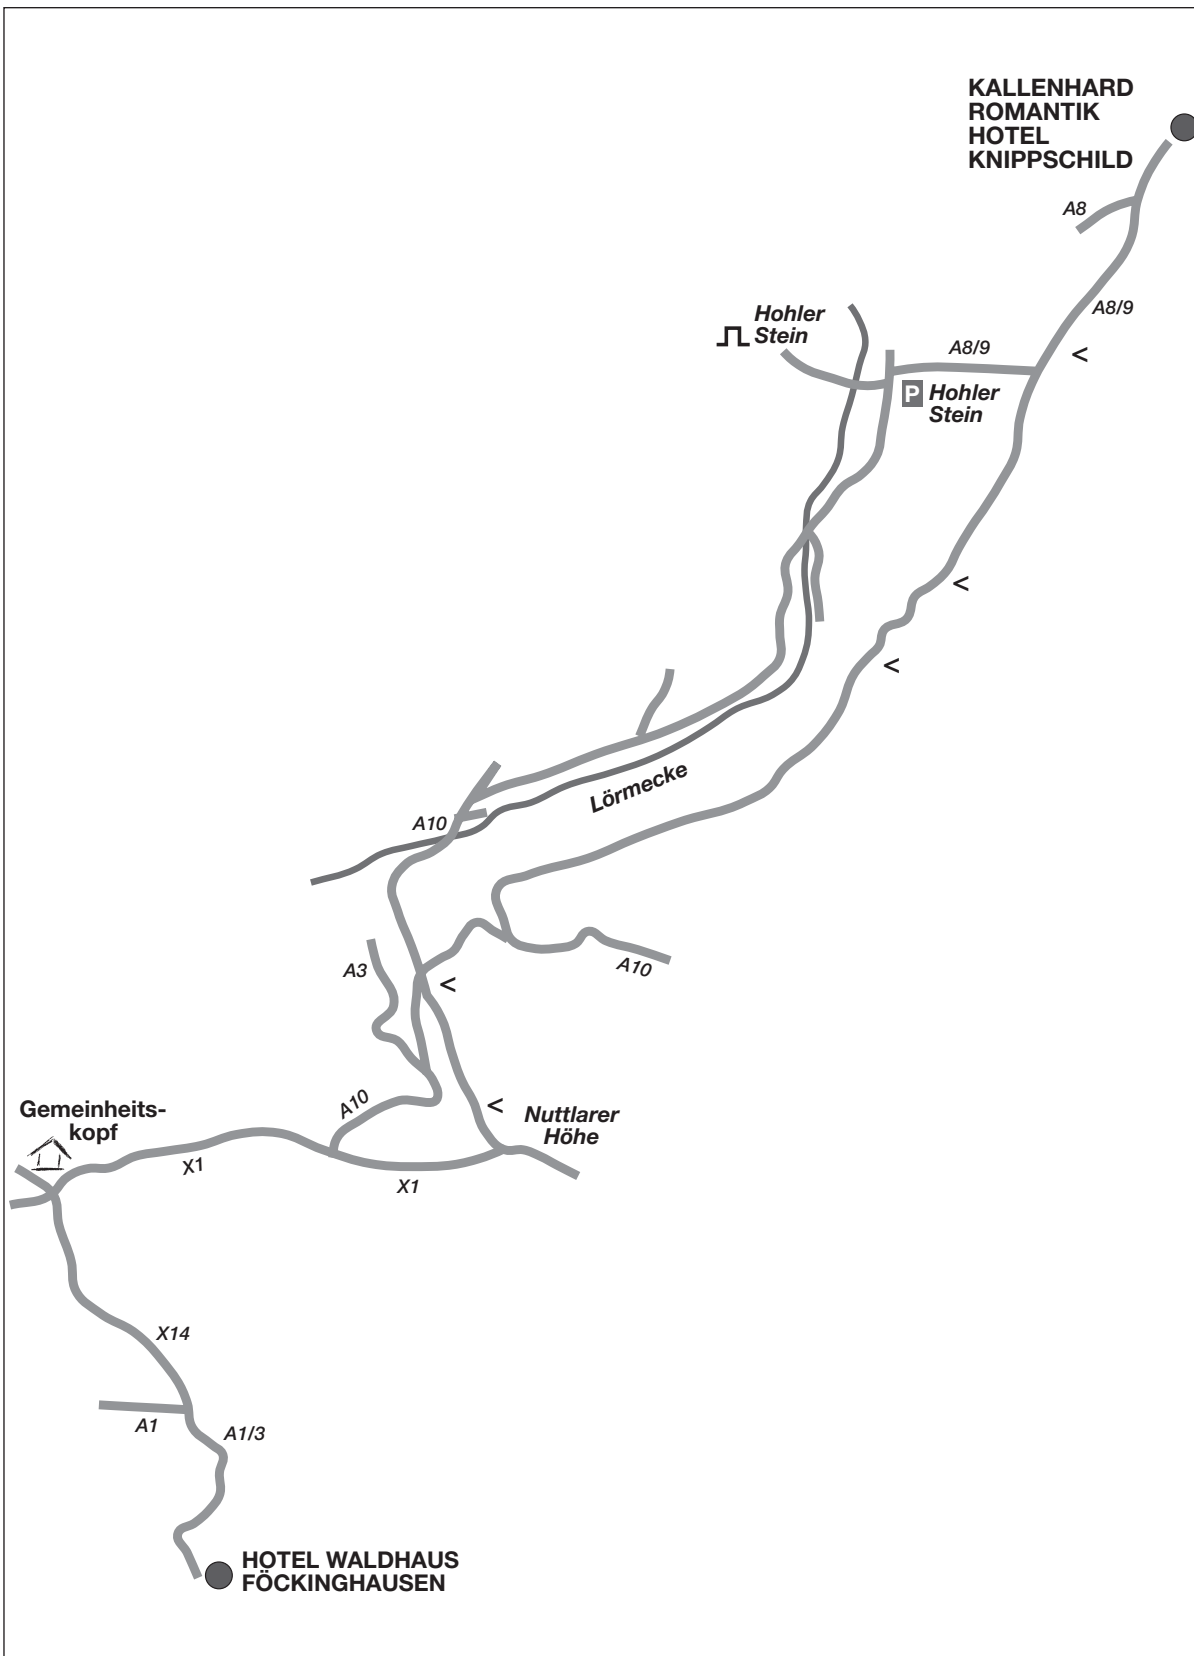 KALLENHARD
ROMANTIK
HOTEL
KNIPPSCHILD
A8
A8/9
Hohler
Stein
A8/9
<
P
Hohler
Stein
<
<
Lörmecke
A10
A3
A10
<
A10
<
Nuttlarer
Höhe
Gemeinheits-
kopf
X1
X1
X14
A1
A1/3
HOTEL WALDHAUS
FÖCKINGHAUSEN